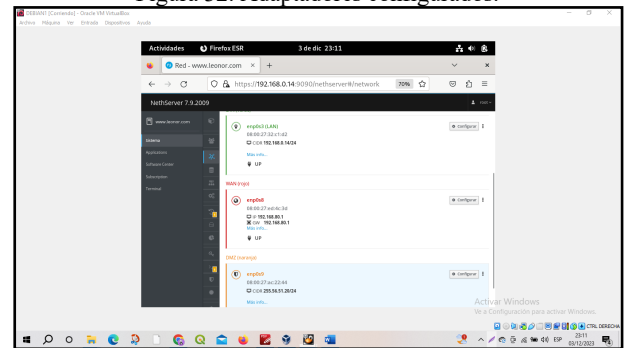 Figura 32. Adaptadores configurados.
DEBIAN1 [Corriendo] - Oracle VM VirtualBox
Archivo Máquina Ver Entrada Dispositivos Ayuda
Actividades Firefox ESR 3 de dic 23:11
Red - www.leonor.com
https://192.168.0.14:9090/nethserver#/network 70%
NethServer 7.9.2009
www.leonor.com
Sistema
Applications
Software Center
Subscription
Terminal
enp0s3 (LAN)
08:00:27:32:c1:42
CIDR 192.168.0.14/24
Más info...
UP
Configurar
WAN (rojo)
enp0s8
08:00:27:ed:4c:3d
IP 192.168.80.1
GW 192.168.80.1
Más info...
UP
Configurar
DMZ (naranja)
enp0s9
08:00:27:ac:22:44
CIDR 255.56.51.20/24
Más info...
Configurar
Activar Windows
Ve a Configuración para activar Windows.
CTRL DERECHA
ESP
23:11
03/12/2023